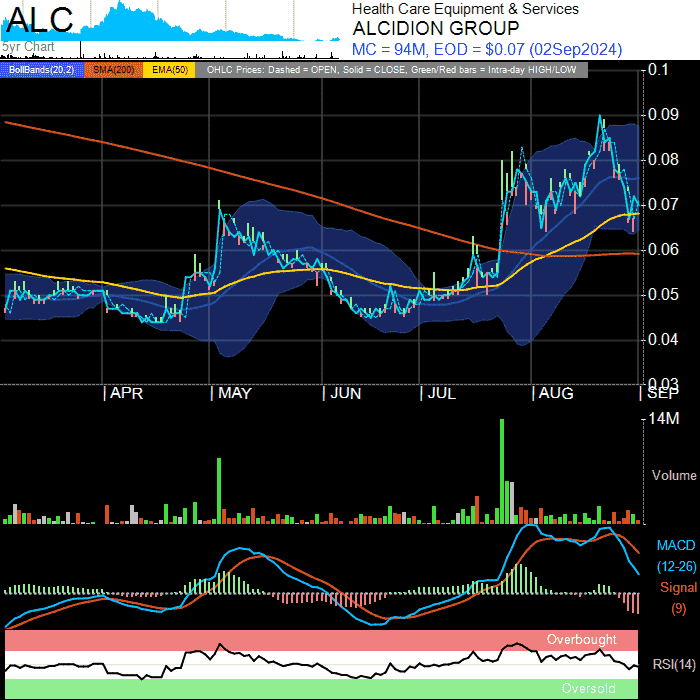 ALC
5yr Chart
Health Care Equipment & Services
ALCIDION GROUP
MC = 94M, EOD = $0.07 (02Sep2024)
BollBands(20,2) SMA(200) EMA(50) OHLC Prices: Dashed = OPEN, Solid = CLOSE, Green/Red bars = Intra-day HIGH/LOW
0.1
0.09
0.08
0.07
0.06
0.05
0.04
0.03
APR MAY JUN JUL AUG SEP
14M
Volume
MACD
(12-26)
Signal
(9)
Overbought
RSI(14)
Oversold